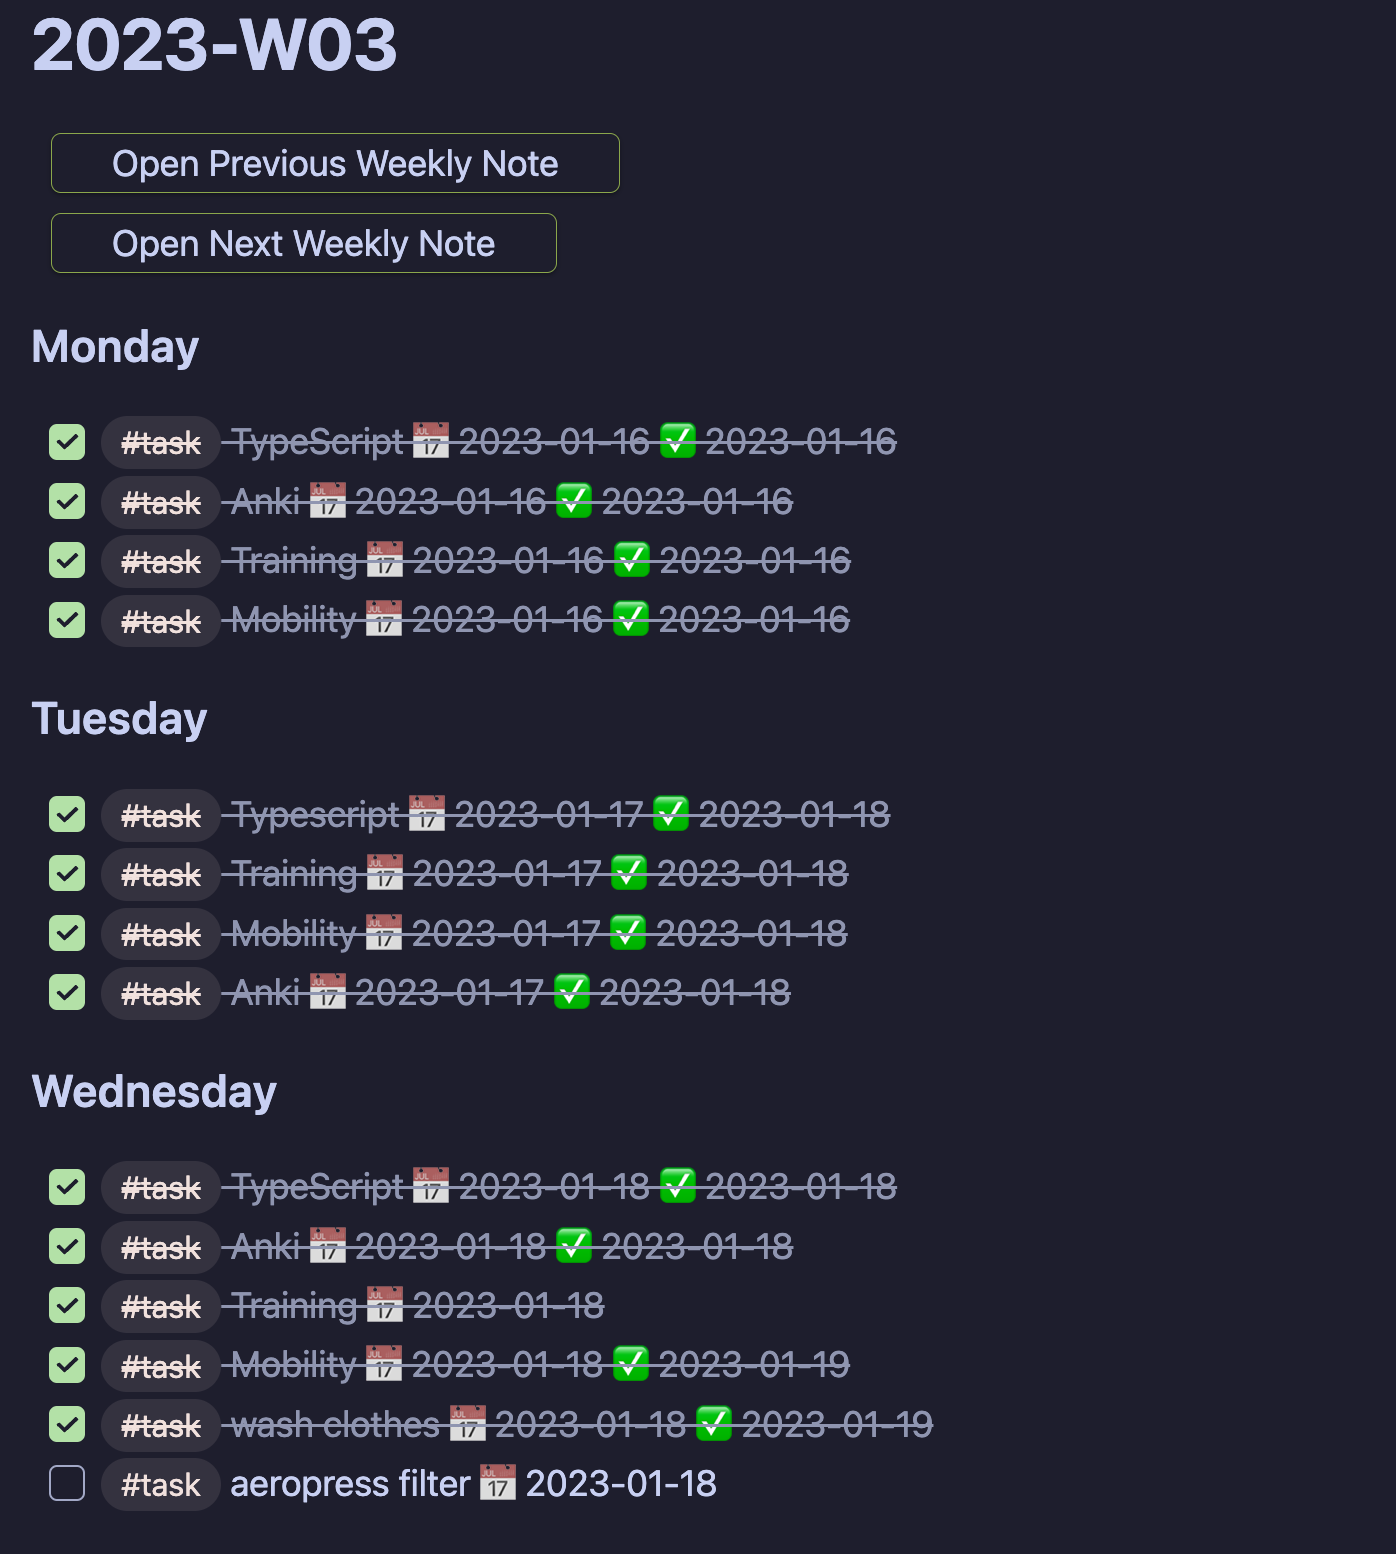 2023-W03
Open Previous Weekly Note
Open Next Weekly Note
Monday
#task TypeScript 📅 2023-01-16 ✅ 2023-01-16
#task Anki 📅 2023-01-16 ✅ 2023-01-16
#task Training 📅 2023-01-16 ✅ 2023-01-16
#task Mobility 📅 2023-01-16 ✅ 2023-01-16
Tuesday
#task Typescript 📅 2023-01-17 ✅ 2023-01-18
#task Training 📅 2023-01-17 ✅ 2023-01-18
#task Mobility 📅 2023-01-17 ✅ 2023-01-18
#task Anki 📅 2023-01-17 ✅ 2023-01-18
Wednesday
#task TypeScript 📅 2023-01-18 ✅ 2023-01-18
#task Anki 📅 2023-01-18 ✅ 2023-01-18
#task Training 📅 2023-01-18
#task Mobility 📅 2023-01-18 ✅ 2023-01-19
#task wash clothes 📅 2023-01-18 ✅ 2023-01-19
#task aeropress filter 📅 2023-01-18